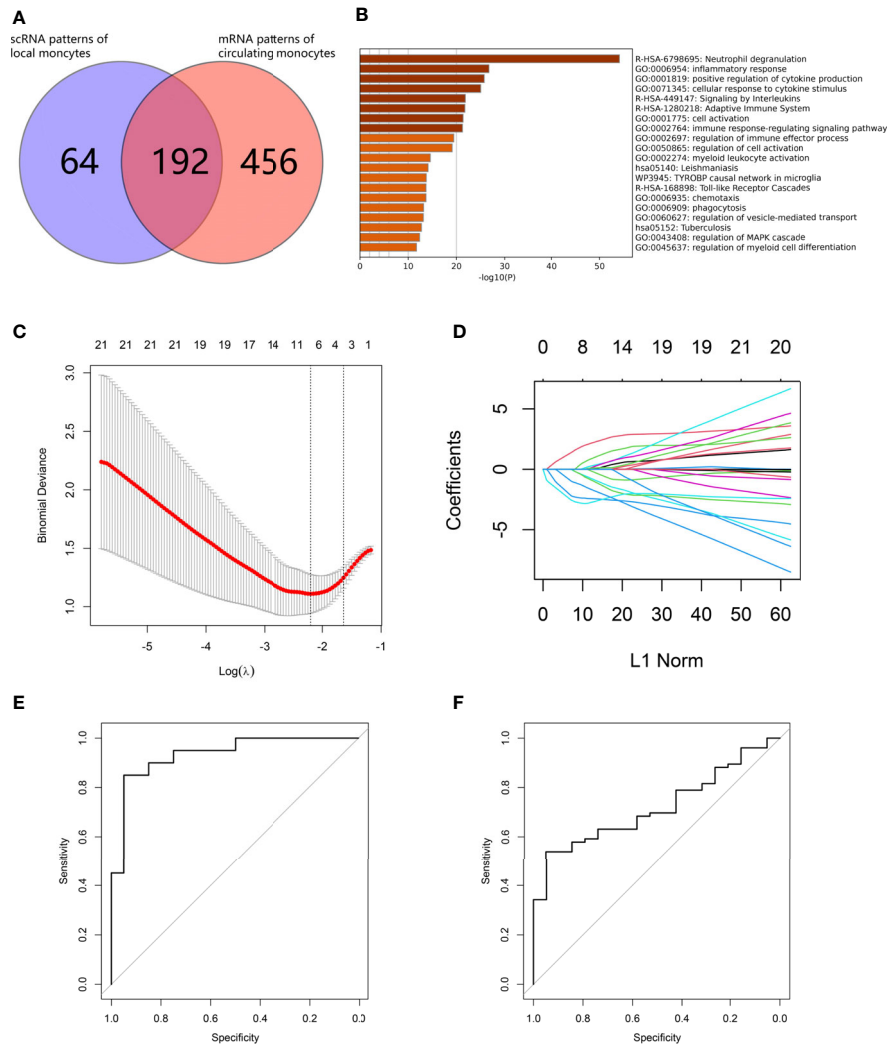 A
scRNA patterns of
local moncytes
mRNA patterns of
circulating monocytes
64
192
456
B
R-HSA-6798695: Neutrophil degranulation
GO:0006954: inflammatory response
GO:0001819: positive regulation of cytokine production
GO:0071345: cellular response to cytokine stimulus
R-HSA-449147: Signaling by Interleukins
R-HSA-1280218: Adaptive Immune System
GO:0001775: cell activation
GO:0002764: immune response-regulating signaling pathway
GO:0002697: regulation of immune effector process
GO:0050865: regulation of cell activation
GO:0002274: myeloid leukocyte activation
hsa05140: Leishmaniasis
WP3945: TYROBP causal network in microglia
R-HSA-168898: Toll-like Receptor Cascades
GO:0006935: chemotaxis
GO:0006909: phagocytosis
GO:0060627: regulation of vesicle-mediated transport
hsa05152: Tuberculosis
GO:0043408: regulation of MAPK cascade
GO:0045637: regulation of myeloid cell differentiation
0 10 20 30 40 50
-log10(P)
C
21 21 21 21 19 19 17 14 11 6 4 3 1
3.0
2.5
2.0
1.5
1.0
Binomial Deviance
-5 -4 -3 -2 -1
Log(λ)
D
0 8 14 19 19 21 20
5
0
-5
Coefficients
0 10 20 30 40 50 60
L1 Norm
E
1.0
0.8
0.6
0.4
0.2
0.0
Sensitivity
1.0 0.8 0.6 0.4 0.2 0.0
Specificity
F
1.0
0.8
0.6
0.4
0.2
0.0
Sensitivity
1.0 0.8 0.6 0.4 0.2 0.0
Specificity